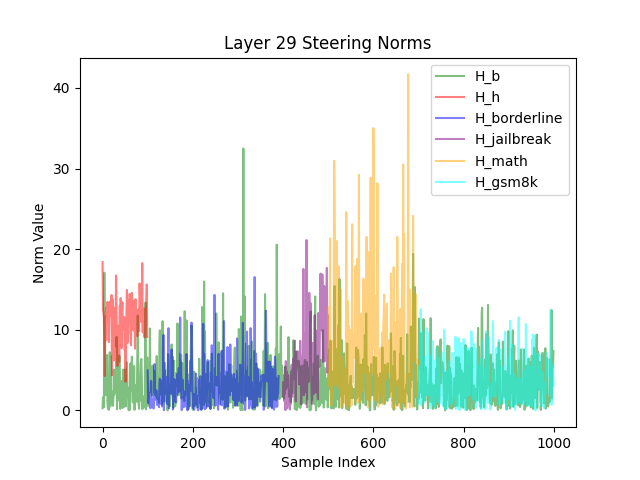 Layer 29 Steering Norms
H_b
H_h
H_borderline
H_jailbreak
H_math
H_gsm8k
40
30
20
10
0
Norm Value
0
200
400
600
800
1000
Sample Index